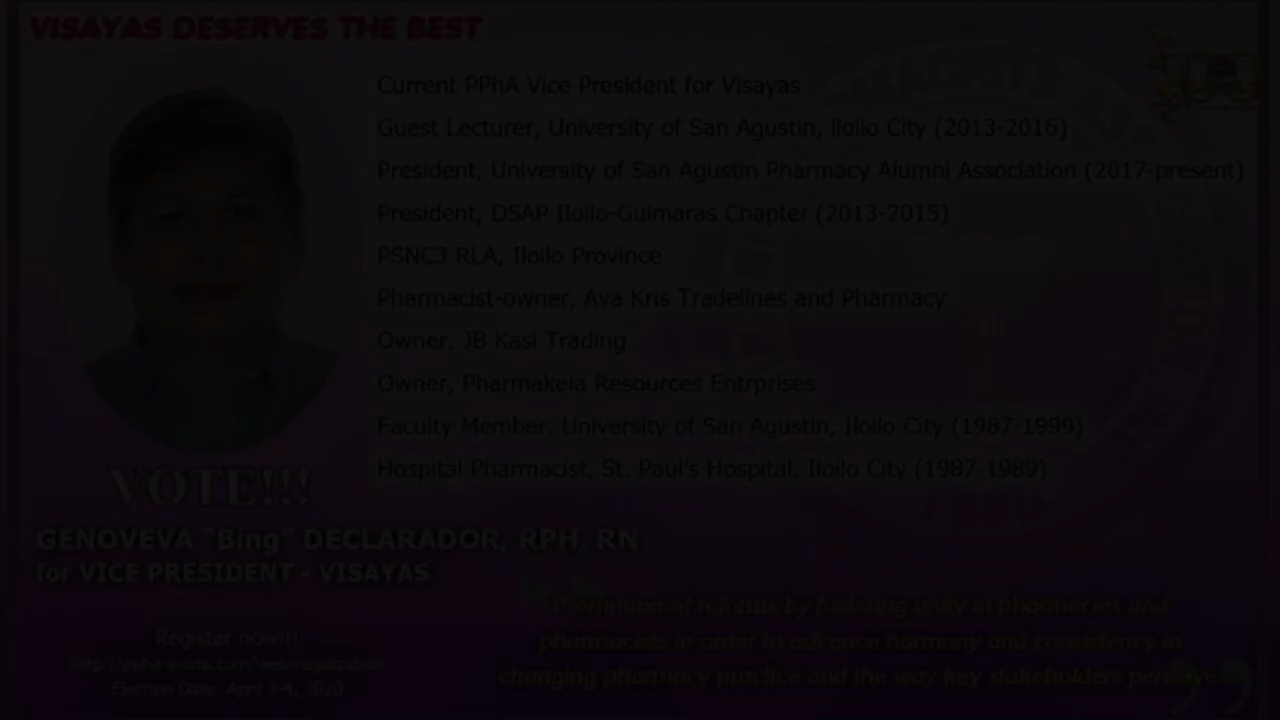 VISAYAS DESERVES THE BEST
Current PPhA Vice President for Visayas
Guest Lecturer, University of San Agustin, Iloilo City (2013-2016)
President, University of San Agustin Pharmacy Alumni Association (2017-present)
President, DSAP Iloilo-Guimaras Chapter (2013-2015)
PSNC3 RLA, Iloilo Province
Pharmacist-owner, Ava Kris Tradelines and Pharmacy
Owner, JB Kasi Trading
Owner, Pharmakeia Resources Entrprises
Faculty Member, University of San Agustin, Iloilo City (1987-1999)
Hospital Pharmacist, St. Paul's Hospital, Iloilo City (1987-1989)
VOTE!!!
GENOVEVA "Bing" DECLARADOR, RPH, RN
for VICE PRESIDENT - VISAYAS
Register now!!!
http://ppha-evote.com/web-registration
Election Date: April 1-4, 2020
Promotion of reforms by fostering unity in pharmacies and
pharmacists in order to advance harmony and consistency in
changing pharmacy practice and the way key stakeholders perceive.